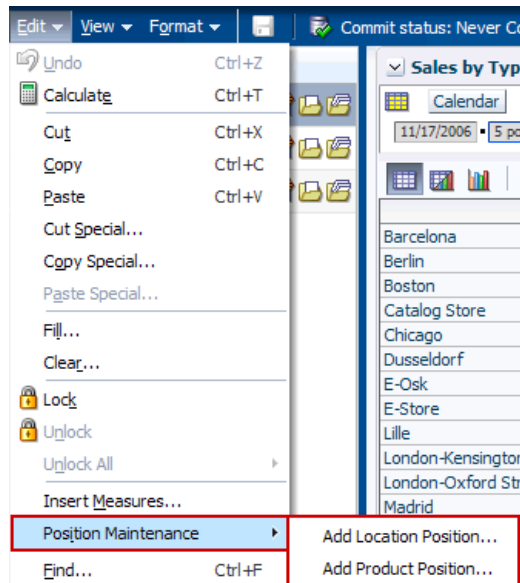 Edit View Format Commit status: Never Co
Undo Ctrl+Z
Calculate Ctrl+T
Cut Ctrl+X
Copy Ctrl+C
Paste Ctrl+V
Cut Special...
Copy Special...
Paste Special...
Fill...
Clear...
Lock
Unlock
Unlock All
Insert Measures...
Position Maintenance
Find... Ctrl+F
Add Location Position...
Add Product Position...
Sales by Typ
Calendar
11/17/2006 5 po
Barcelona
Berlin
Boston
Catalog Store
Chicago
Dusseldorf
E-Osk
E-Store
Lille
London-Kensington
London-Oxford Str
Madrid